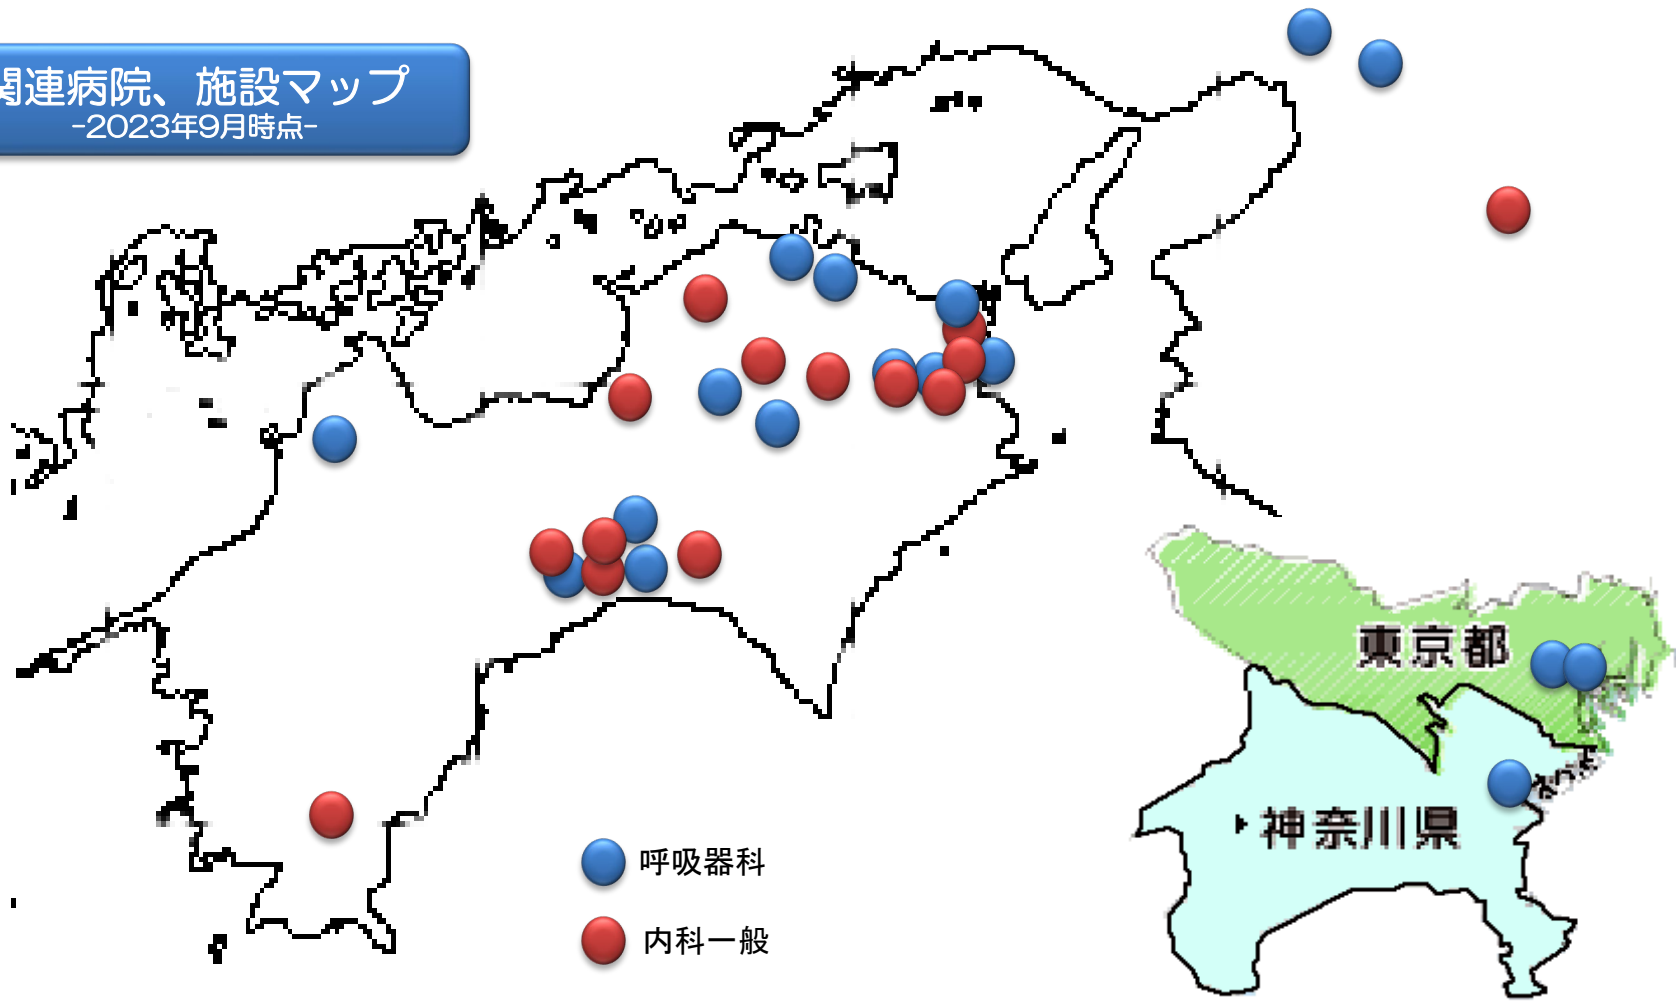 関連病院、施設マップ
-2023年9月時点-
東京都
神奈川県
呼吸器科
内科一般